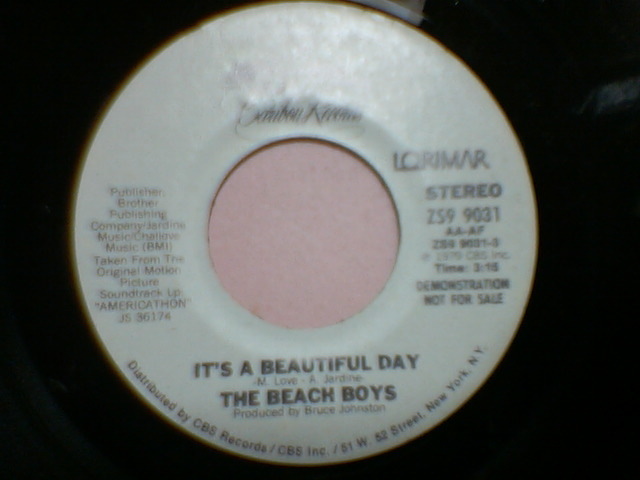 Caribou Records
LORIMAR
Publisher:
Brother
Publishing
Company/Jardine
Music/Challove
Music (BMI)
Taken From The
Original Motion
Picture
Soundtrack Lp
"AMERICATHON"
JS 36174
STEREO
ZS9 9031
AA-AF
ZS9 9031-3
℗ 1979 CBS Inc.
Time: 3:15
DEMONSTRATION
NOT FOR SALE
IT'S A BEAUTIFUL DAY
-M. Love - A. Jardine-
THE BEACH BOYS
Produced by Bruce Johnston
Distributed by CBS Records / CBS Inc. / 51 W. 52 Street, New York, N.Y.